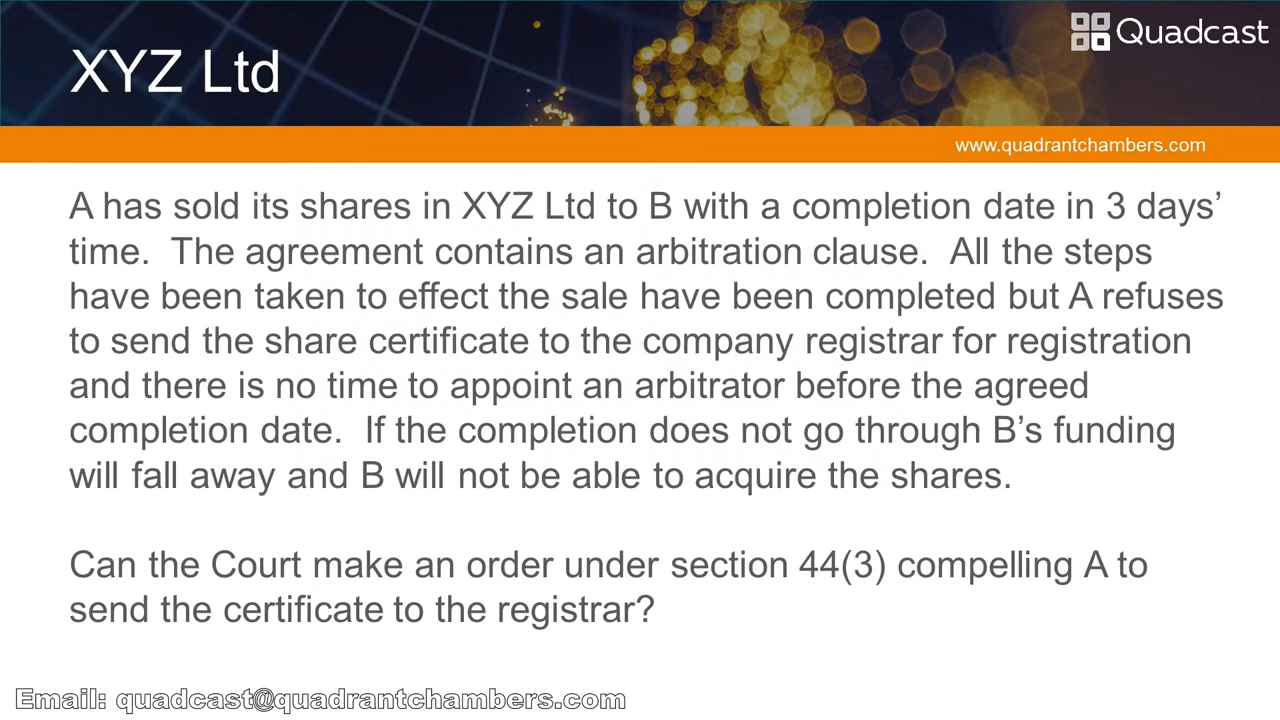 XYZ Ltd
Quadcast
www.quadrantchambers.com
A has sold its shares in XYZ Ltd to B with a completion date in 3 days’
time.  The agreement contains an arbitration clause.  All the steps
have been taken to effect the sale have been completed but A refuses
to send the share certificate to the company registrar for registration
and there is no time to appoint an arbitrator before the agreed
completion date.  If the completion does not go through B’s funding
will fall away and B will not be able to acquire the shares.
Can the Court make an order under section 44(3) compelling A to
send the certificate to the registrar?
Email: quadcast@quadrantchambers.com